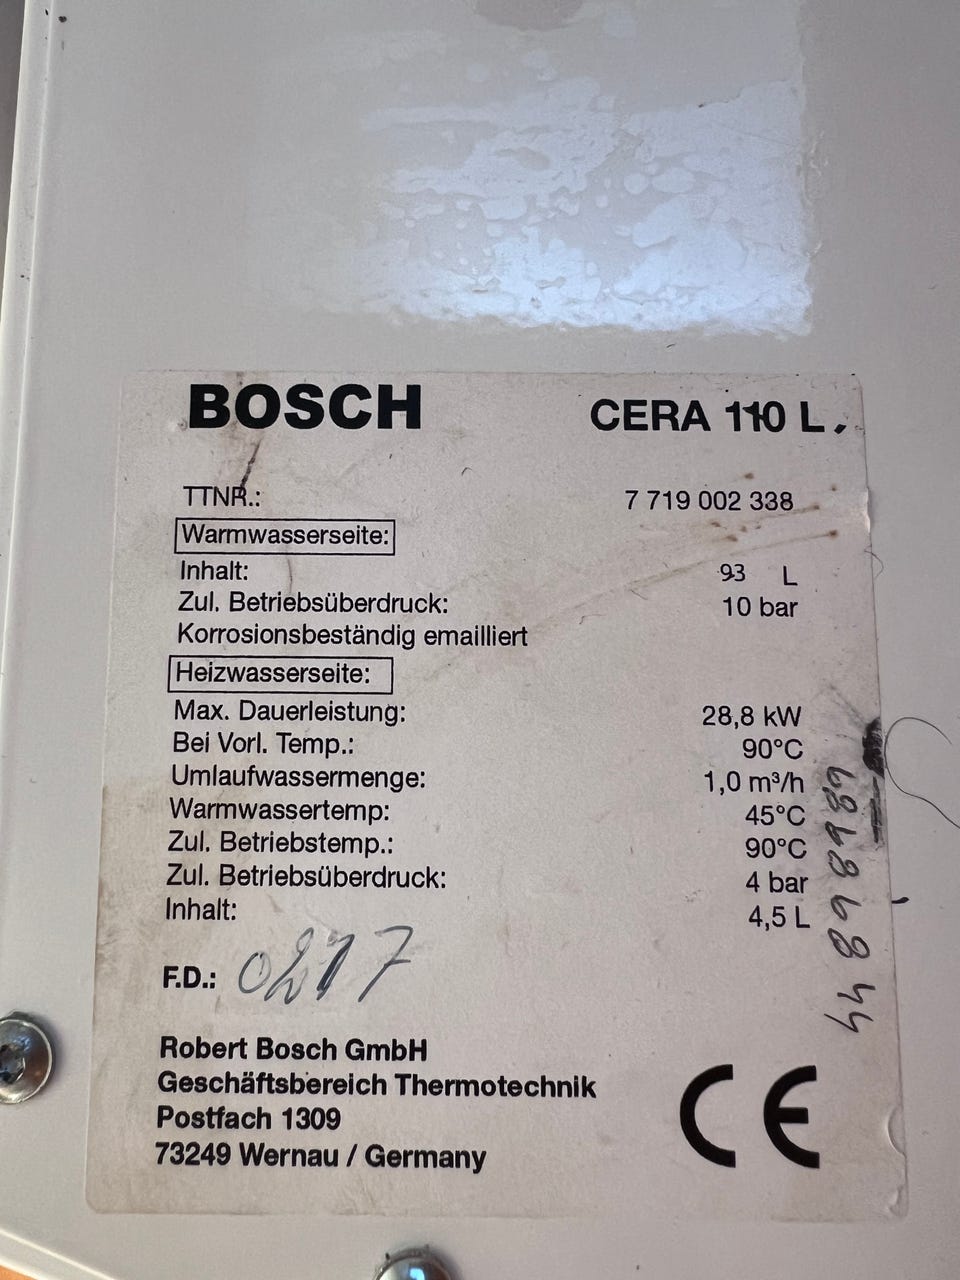 BOSCH CERA 110 L
TTNR.: 7 719 002 338
Warmwasserseite:
Inhalt: 93 L
Zul. Betriebsüberdruck: 10 bar
Korrosionsbeständig emailliert
Heizwasserseite:
Max. Dauerleistung: 28,8 kW
Bei Vorl. Temp.: 90°C
Umlaufwassermenge: 1,0 m³/h
Warmwassertemp: 45°C
Zul. Betriebstemp.: 90°C
Zul. Betriebsüberdruck: 4 bar
Inhalt: 4,5 L
F.D.: 0217
Robert Bosch GmbH
Geschäftsbereich Thermotechnik
Postfach 1309
73249 Wernau / Germany
CE